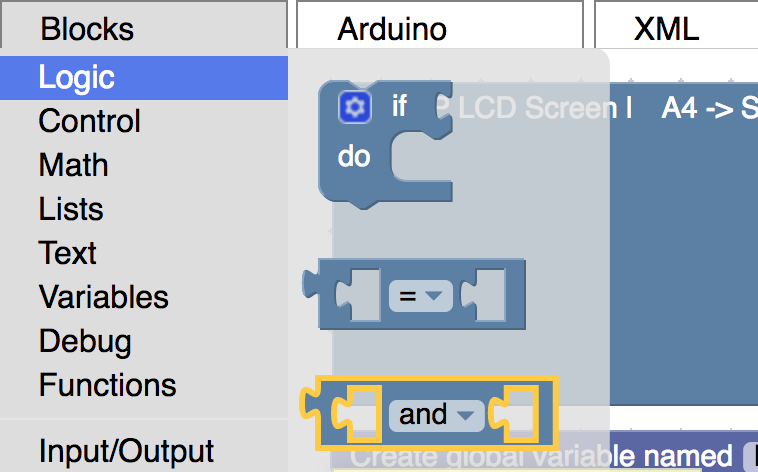 Blocks
Arduino
XML
Logic
Control
Math
Lists
Text
Variables
Debug
Functions
Input/Output
if
do
LCD Screen
A4 -> S
=
and
Create global variable named